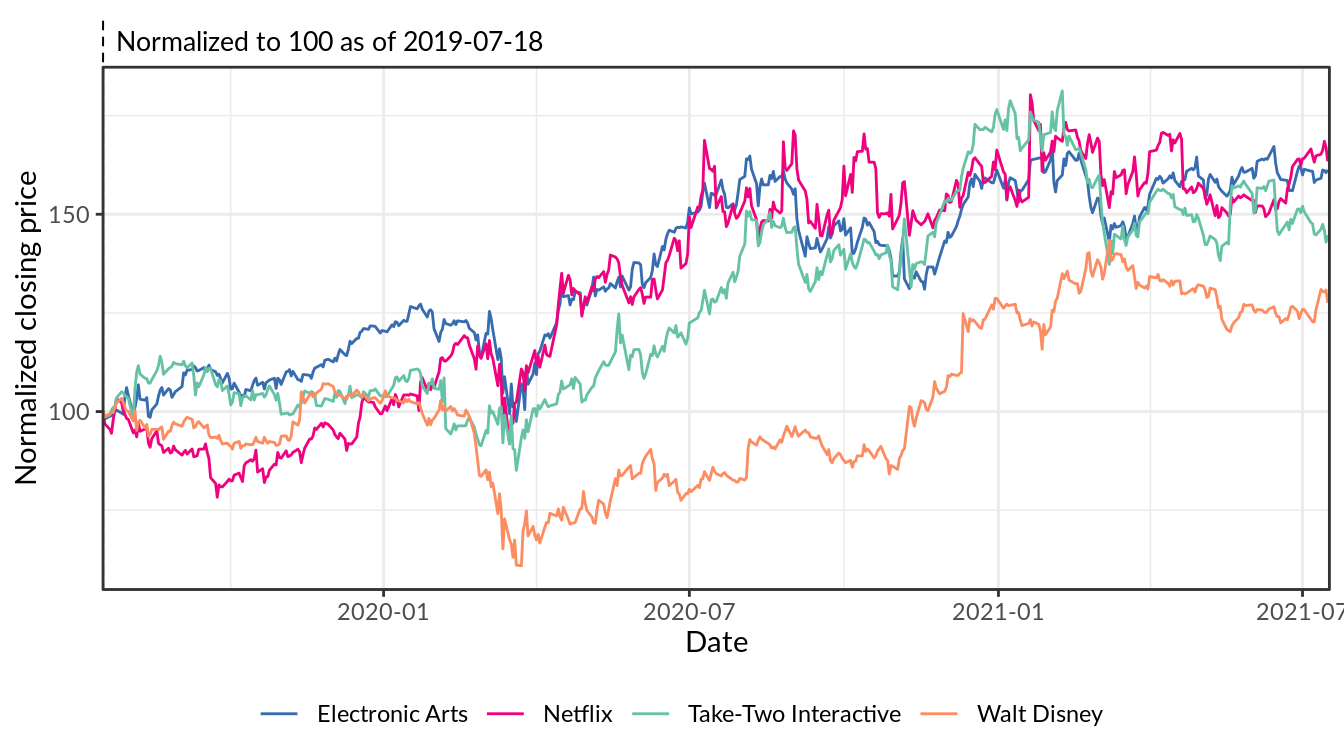 Normalized to 100 as of 2019-07-18
Normalized closing price
150
100
2020-01
2020-07
2021-01
2021-07
Date
Electronic Arts
Netflix
Take-Two Interactive
Walt Disney